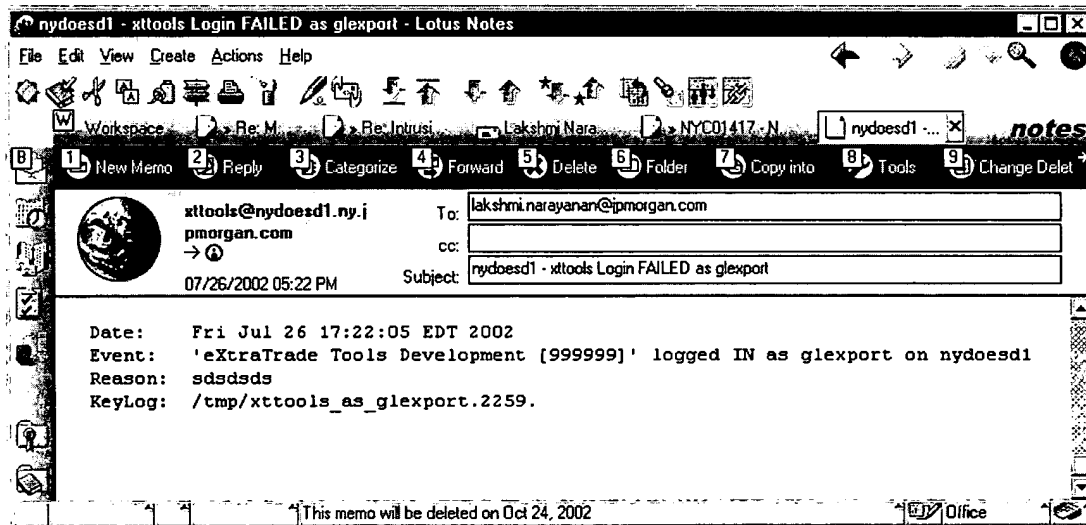 nydoesd1 - xttools Login FAILED as glexport - Lotus Notes
File Edit View Create Actions Help
Workspace » Re: M » Re: Intrusi... Lakshmi Nara... » NYC01417 - N nydoesd1 -... notes
1 New Memo 2 Reply 3 Categorize 4 Forward 5 Delete 6 Folder 7 Copy into 8 Tools 9 Change Delet
xttools@nydoesd1.ny.j
pmorgan.com
07/26/2002 05:22 PM
To: lakshmi.narayanan@jpmorgan.com
cc:
Subject: nydoesd1 - xttools Login FAILED as glexport
Date: Fri Jul 26 17:22:05 EDT 2002
Event: 'eXtraTrade Tools Development [999999]' logged IN as glexport on nydoesd1
Reason: sdsdsds
KeyLog: /tmp/xttools_as_glexport.2259.
This memo will be deleted on Oct 24, 2002 Office